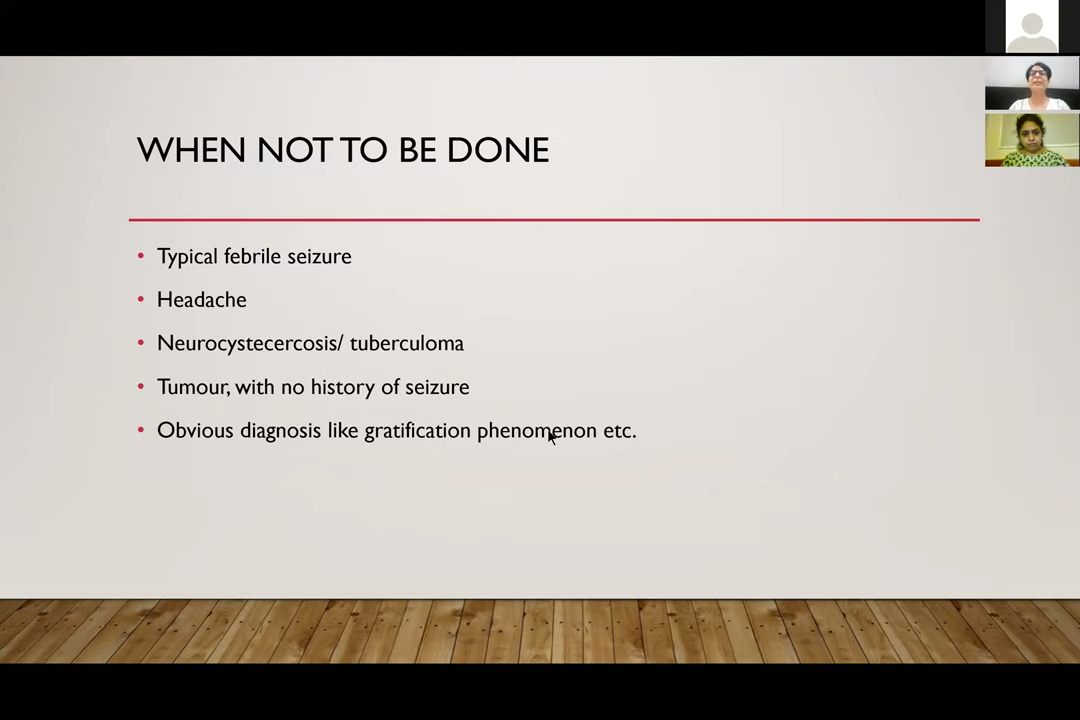 WHEN NOT TO BE DONE
• Typical febrile seizure
• Headache
• Neurocystecercosis/ tuberculoma
• Tumour, with no history of seizure
• Obvious diagnosis like gratification phenomenon etc.